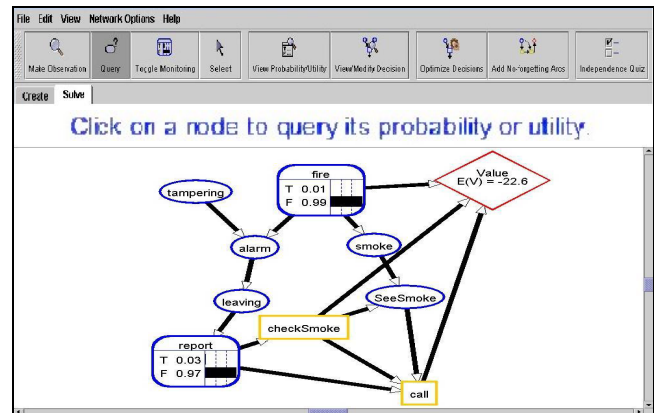 File Edit View Network Options Help
Make Observation Query Toggle Monitoring Select View Probability/Utility View/Modify Decision Optimize Decisions Add No-forgetting Arcs Independence Quiz
Create Solve
Click on a node to query its probability or utility.
fire
T 0.01
F 0.99
Value
E(V) = -22.6
tampering
alarm
smoke
leaving
SeeSmoke
checkSmoke
report
T 0.03
F 0.97
call